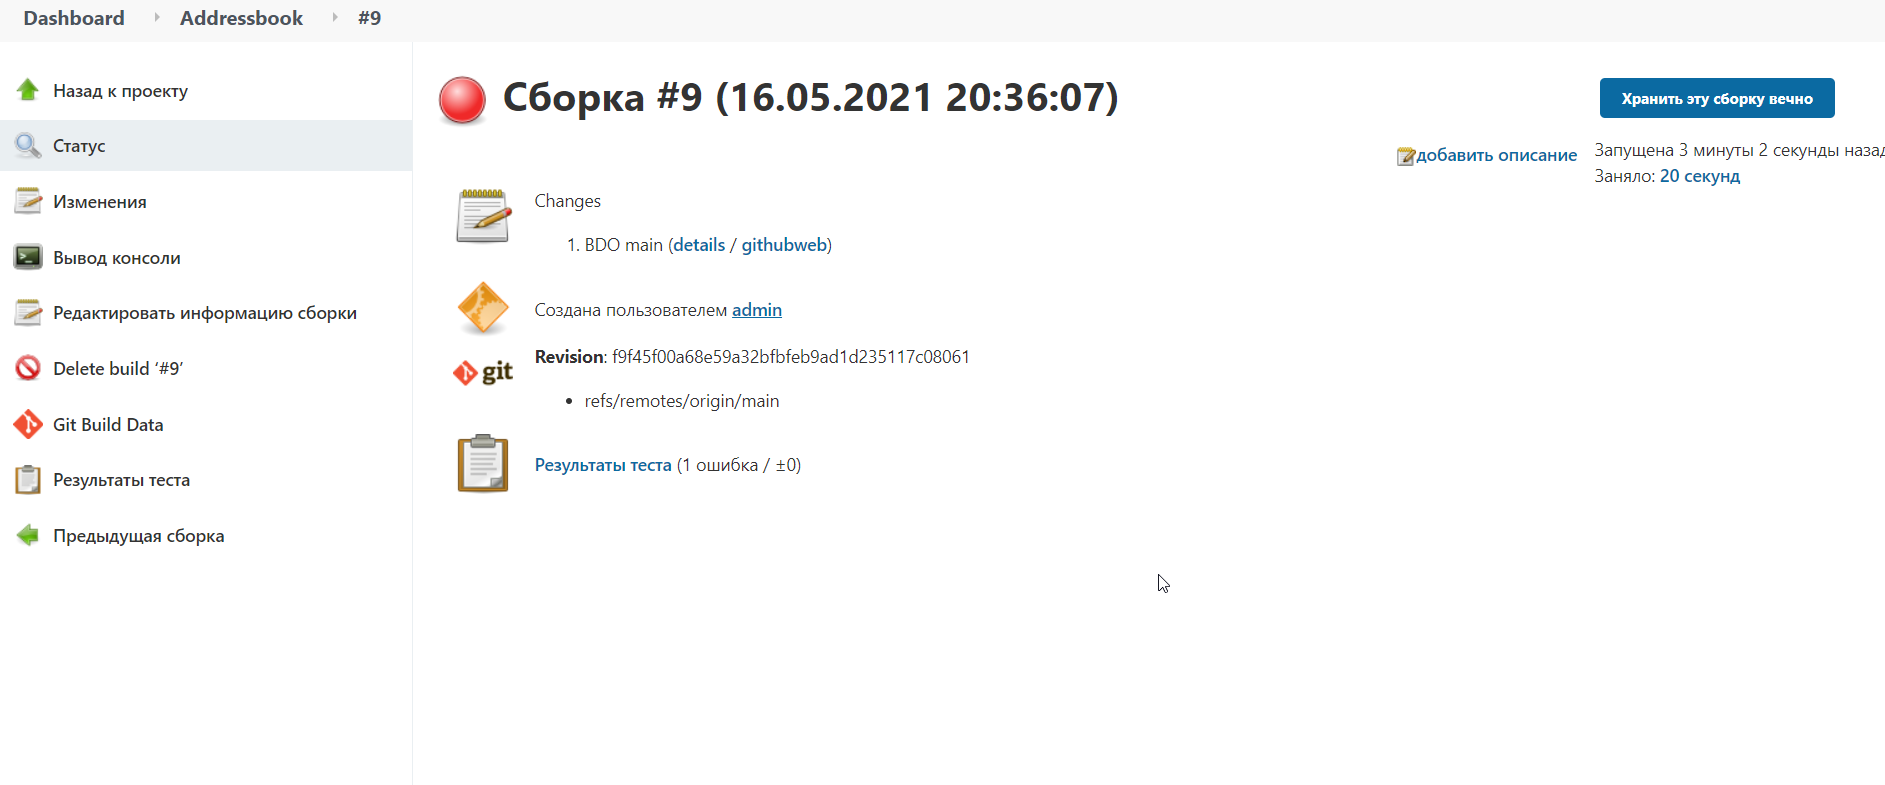 Dashboard Addressbook #9
Назад к проекту
Статус
Изменения
Вывод консоли
Редактировать информацию сборки
Delete build ‘#9’
Git Build Data
Результаты теста
Предыдущая сборка
Сборка #9 (16.05.2021 20:36:07)
Хранить эту сборку вечно
добавить описание
Запущена 3 минуты 2 секунды назад
Заняло: 20 секунд
Changes
1. BDO main (details / githubweb)
Создана пользователем admin
git
Revision: f9f45f00a68e59a32bfbfeb9ad1d235117c08061
• refs/remotes/origin/main
Результаты теста (1 ошибка / ±0)